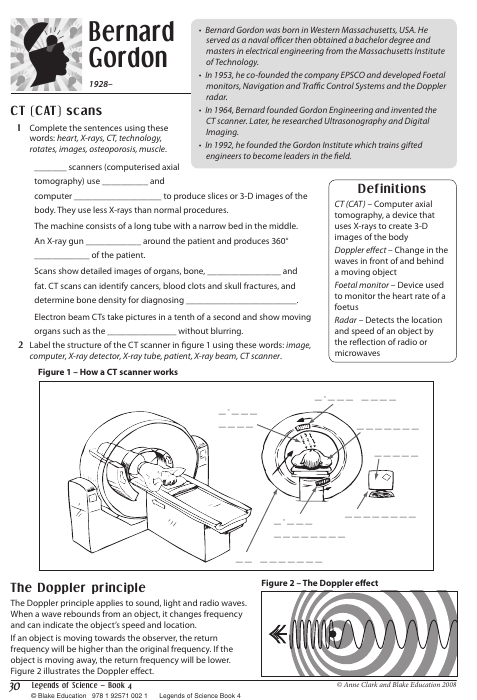 Bernard
Gordon
1928–
• Bernard Gordon was born in Western Massachusetts, USA. He
served as a naval officer then obtained a bachelor degree and
masters in electrical engineering from the Massachusetts Institute
of Technology.
• In 1953, he co-founded the company EPSCO and developed Foetal
monitors, Navigation and Traffic Control Systems and the Doppler
radar.
• In 1964, Bernard founded Gordon Engineering and invented the
CT scanner. Later, he researched Ultrasonography and Digital
Imaging.
• In 1992, he founded the Gordon Institute which trains gifted
engineers to become leaders in the field.
CT (CAT) scans
1 Complete the sentences using these
words: heart, X-rays, CT, technology,
rotates, images, osteoporosis, muscle.
_______ scanners (computerised axial
tomography) use __________ and
computer ___________________ to produce slices or 3-D images of the
body. They use less X-rays than normal procedures.
The machine consists of a long tube with a narrow bed in the middle.
An X-ray gun ____________ around the patient and produces 360°
____________ of the patient.
Scans show detailed images of organs, bone, ________________ and
fat. CT scans can identify cancers, blood clots and skull fractures, and
determine bone density for diagnosing ________________________.
Electron beam CTs take pictures in a tenth of a second and show moving
organs such as the _______________ without blurring.
2 Label the structure of the CT scanner in figure 1 using these words: image,
computer, X-ray detector, X-ray tube, patient, X-ray beam, CT scanner.
Definitions
CT (CAT) – Computer axial
tomography, a device that
uses X-rays to create 3-D
images of the body
Doppler effect – Change in the
waves in front of and behind
a moving object
Foetal monitor – Device used
to monitor the heart rate of a
foetus
Radar – Detects the location
and speed of an object by
the reflection of radio or
microwaves
Figure 1 – How a CT scanner works
The Doppler principle
The Doppler principle applies to sound, light and radio waves.
When a wave rebounds from an object, it changes frequency
and can indicate the object's speed and location.
If an object is moving towards the observer, the return
frequency will be higher than the original frequency. If the
object is moving away, the return frequency will be lower.
Figure 2 illustrates the Doppler effect.
Figure 2 – The Doppler effect
30 Legends of Science – Book 4
© Anne Clark and Blake Education 2008
© Blake Education 978 1 92571 002 1 Legends of Science Book 4